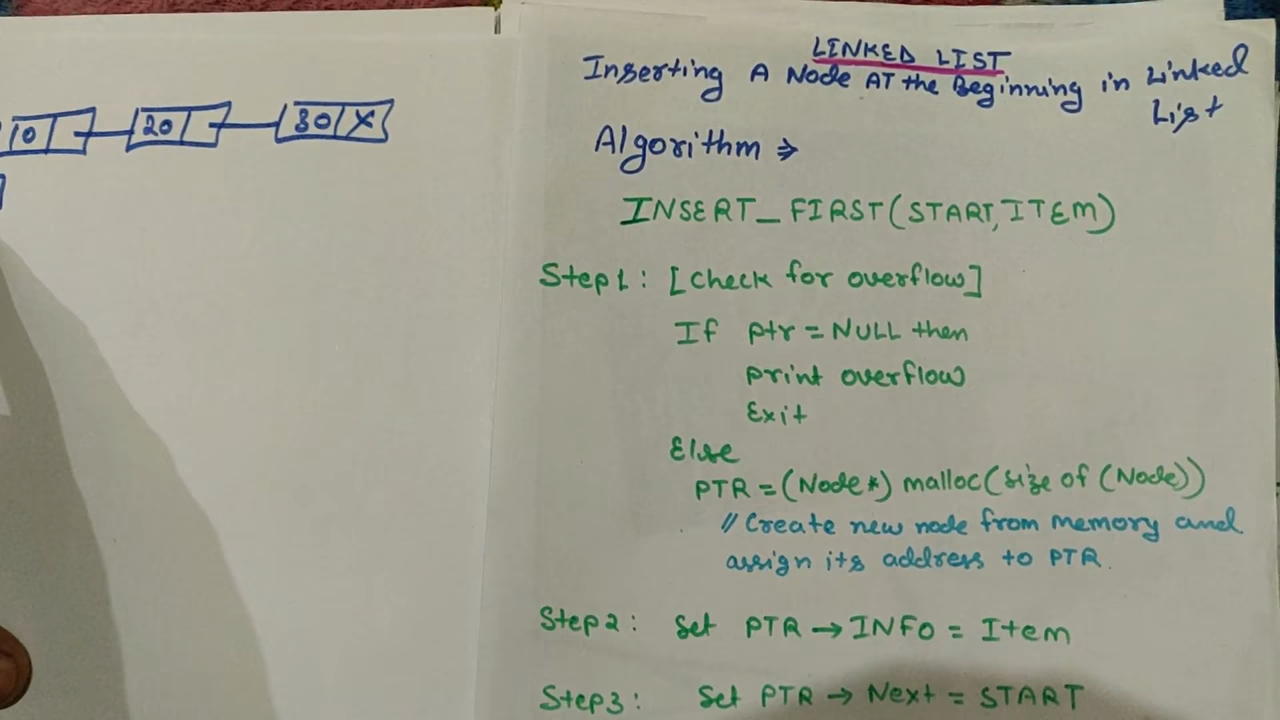 10 20 30 X
LINKED LIST
Inserting A Node AT the Beginning in Linked
List
Algorithm ⇒
INSERT_FIRST(START, ITEM)
Step1: [Check for overflow]
If ptr = NULL then
print overflow
Exit
Else
PTR = (Node*) malloc(size of (Node))
// Create new node from memory and
assign its address to PTR.
Step2: Set PTR → INFO = Item
Step3: Set PTR → Next = START